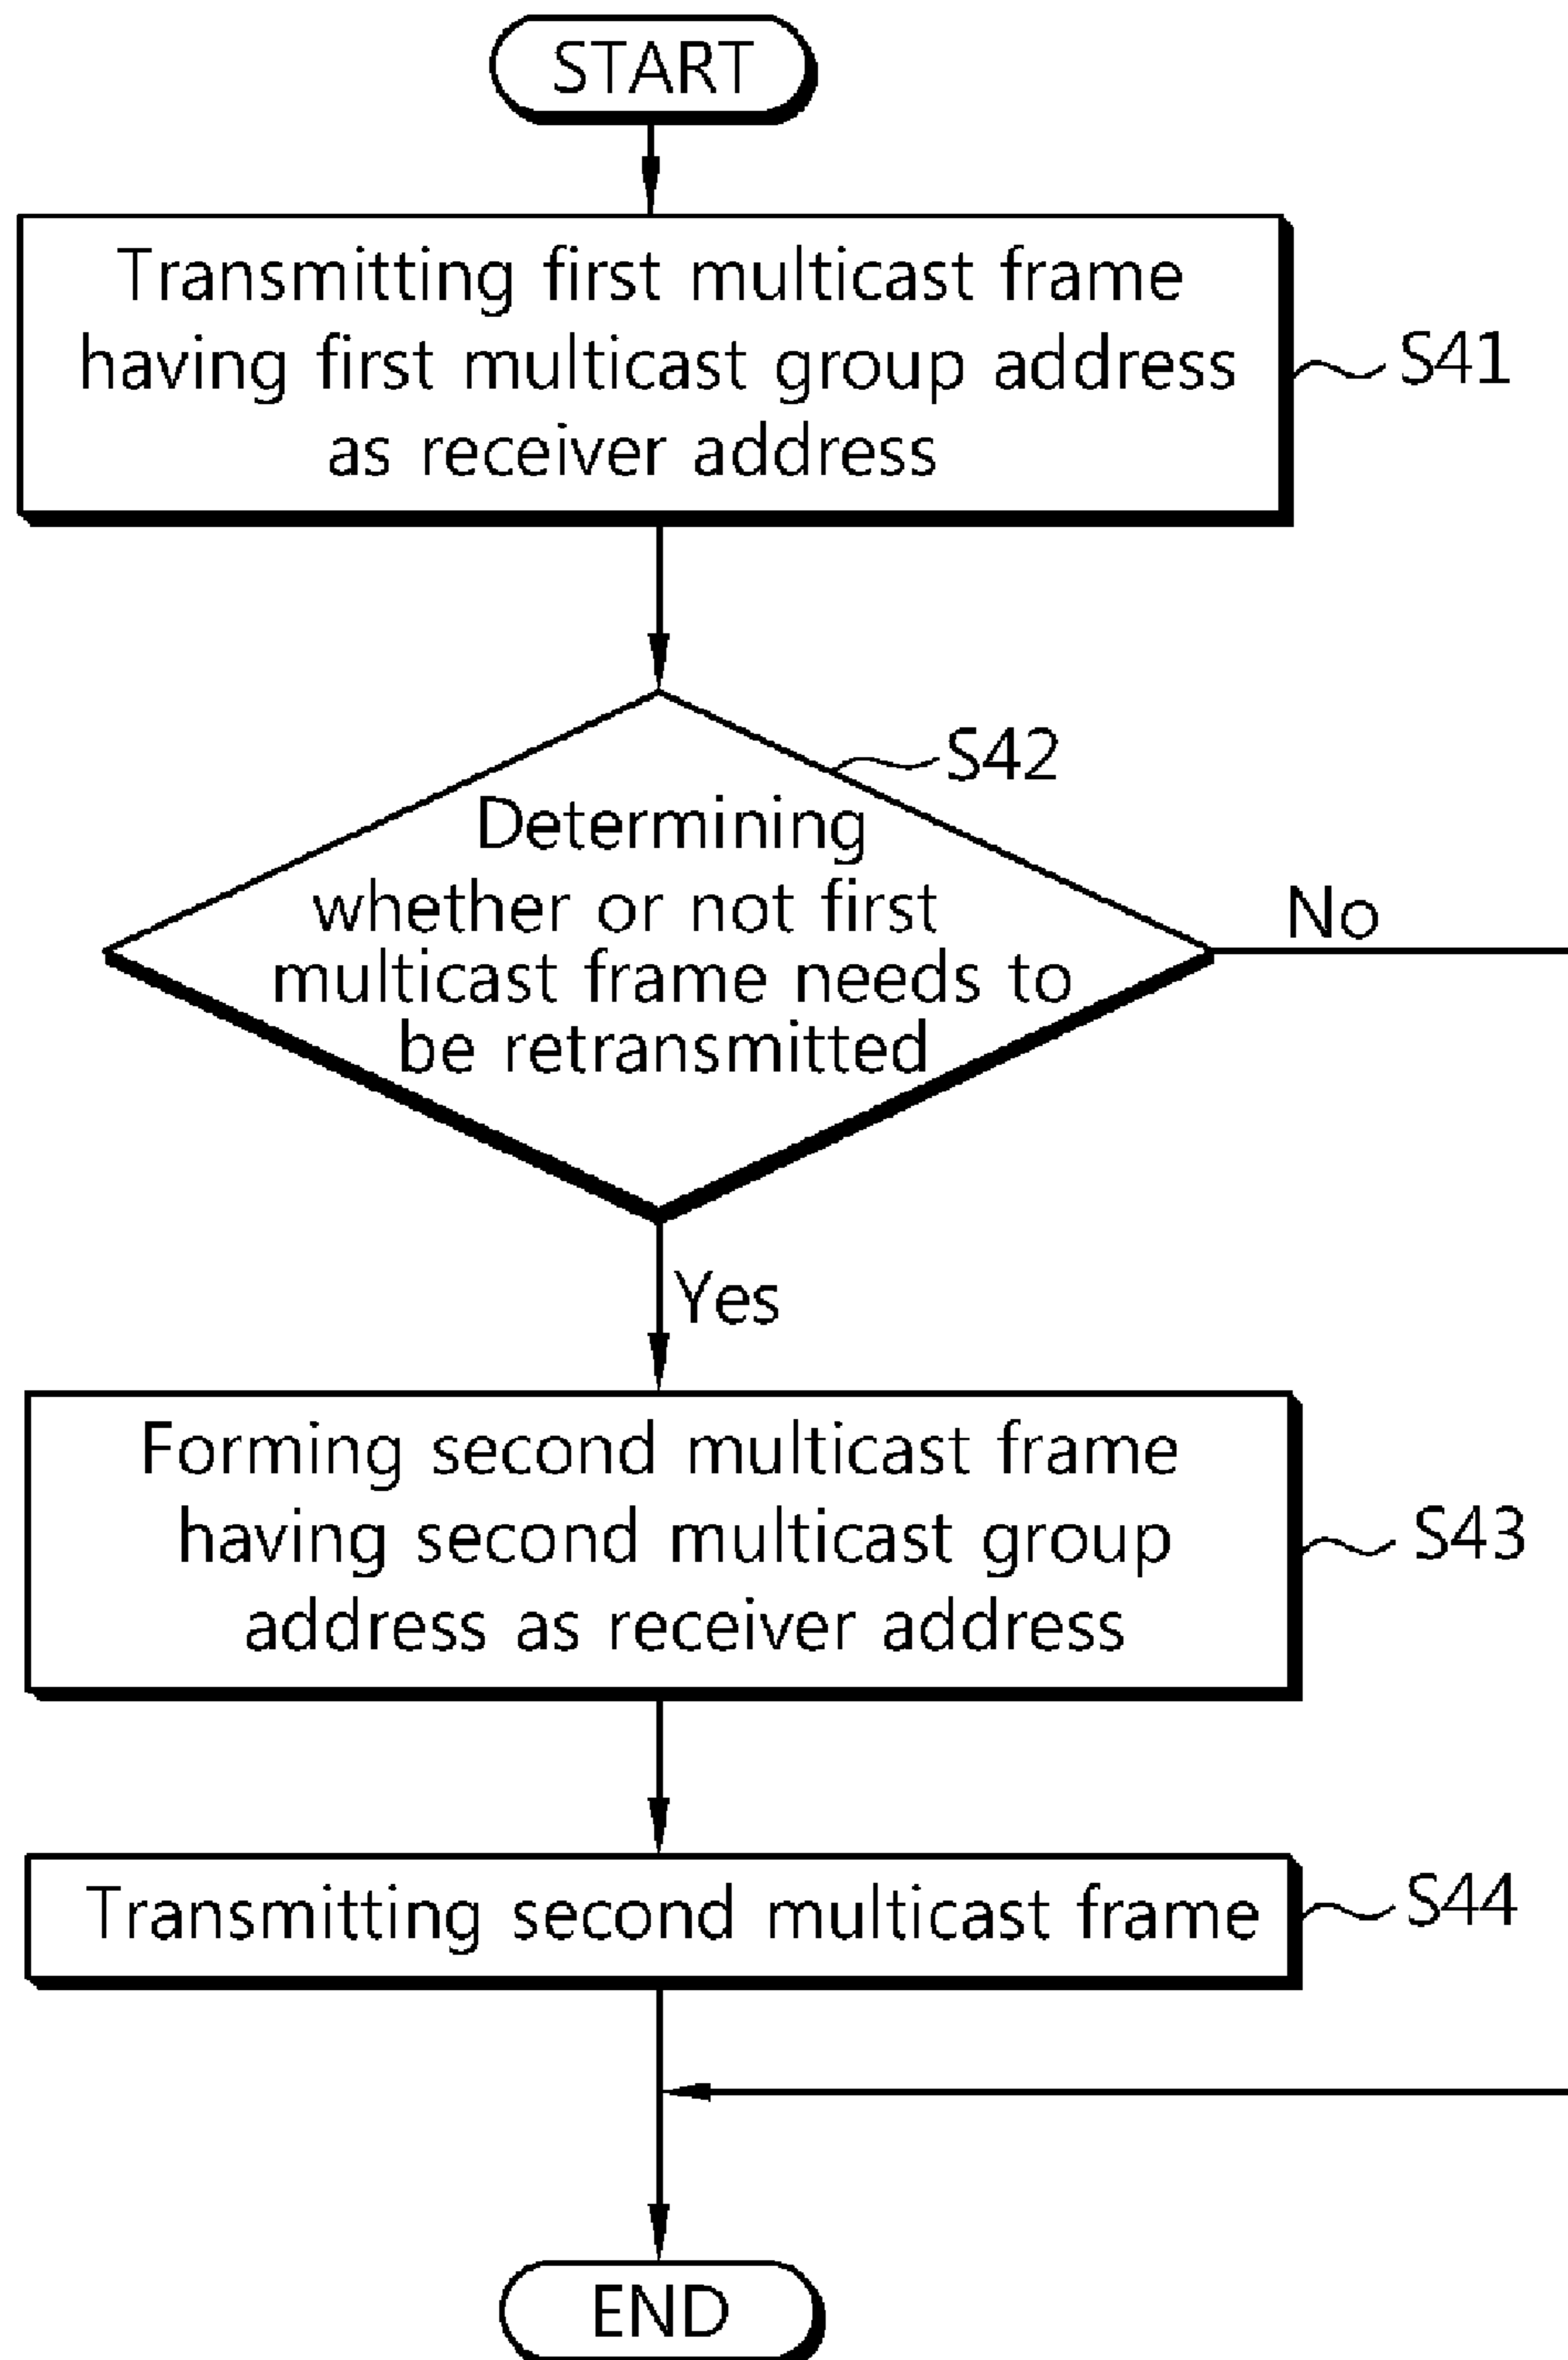 START
Transmitting first multicast frame
having first multicast group address
as receiver address
S41
S42
Determining
whether or not first
multicast frame needs to
be retransmitted
No
Yes
Forming second multicast frame
having second multicast group
address as receiver address
S43
Transmitting second multicast frame
S44
END